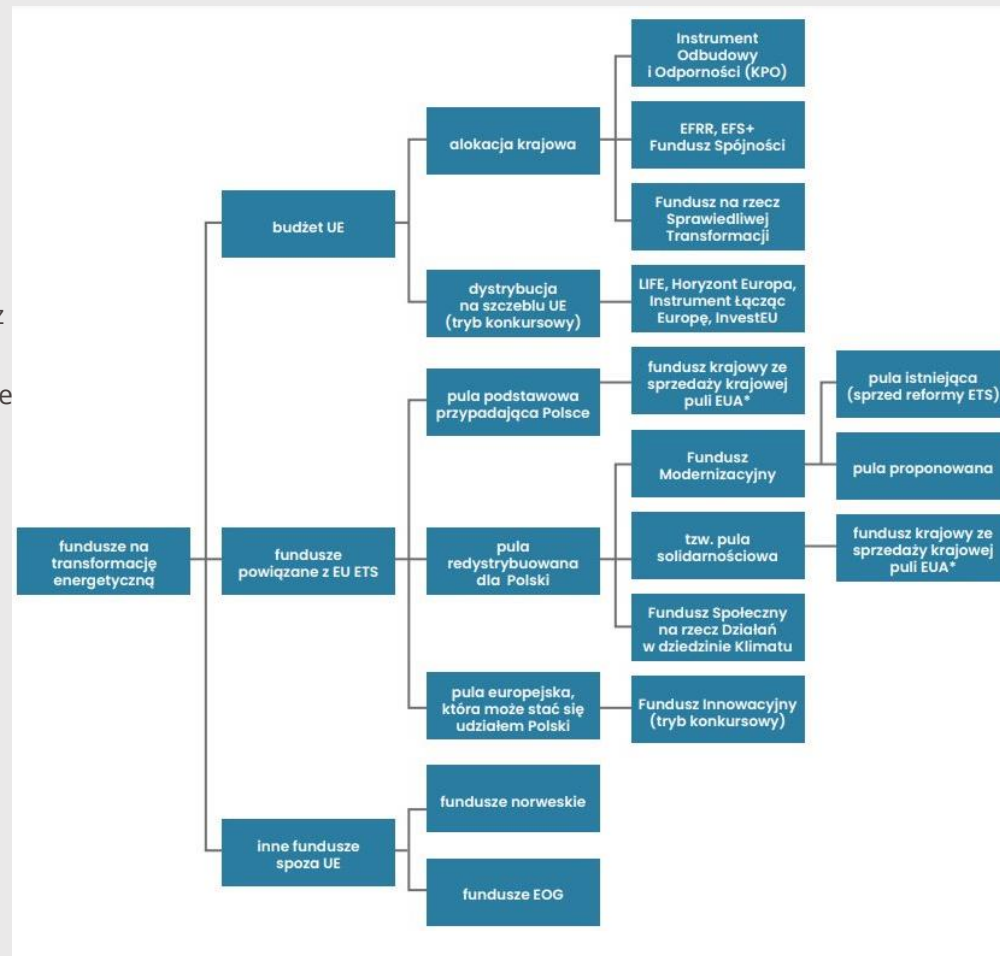 Instrument
Odbudowy
i Odporności (KPO)
alokacja krajowa
EFRR, EFS+
Fundusz Spójności
Fundusz na rzecz
Sprawiedliwej
Transformacji
budżet UE
dystrybucja
na szczeblu UE
(tryb konkursowy)
LIFE, Horyzont Europa,
Instrument Łącząc
Europę, InvestEU
z
e
pula podstawowa
przypadająca Polsce
fundusz krajowy ze
sprzedaży krajowej
puli EUA*
pula istniejąca
(sprzed reformy ETS)
Fundusz
Modernizacyjny
pula proponowana
fundusze na
transformację
energetyczną
fundusze
powiązane z EU ETS
pula
redystrybuowana
dla Polski
tzw. pula
solidarnościowa
fundusz krajowy ze
sprzedaży krajowej
puli EUA*
Fundusz Społeczny
na rzecz Działań
w dziedzinie Klimatu
pula europejska,
która może stać się
udziałem Polski
Fundusz Innowacyjny
(tryb konkursowy)
inne fundusze
spoza UE
fundusze norweskie
fundusze EOG